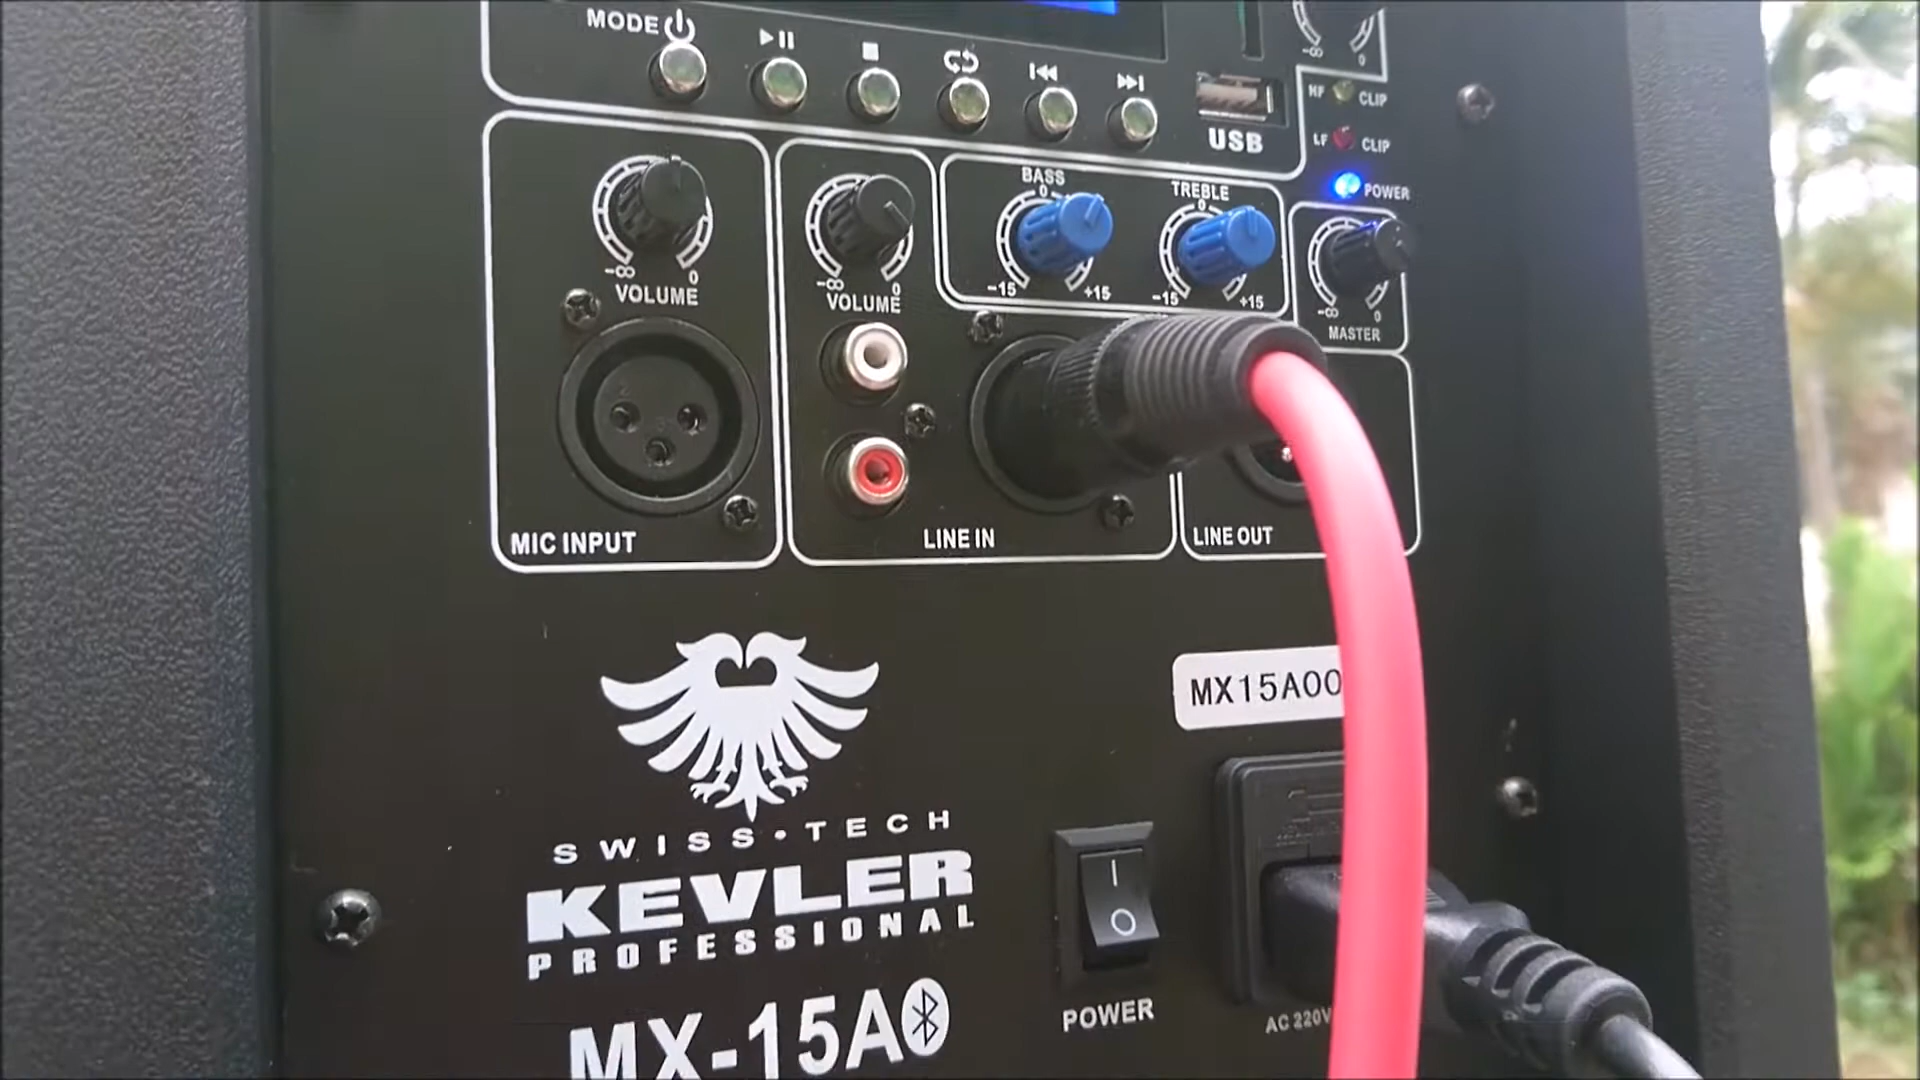 MODE
-∞ 0
USB
HF CLIP
LF CLIP
POWER
-∞ 0
VOLUME
-∞ 0
VOLUME
BASS
0
-15 +15
TREBLE
0
-15 +15
-∞ 0
MASTER
MIC INPUT
LINE IN
LINE OUT
MX15A00
SWISS•TECH
KEVLER
PROFESSIONAL
MX-15A
POWER
AC 220V